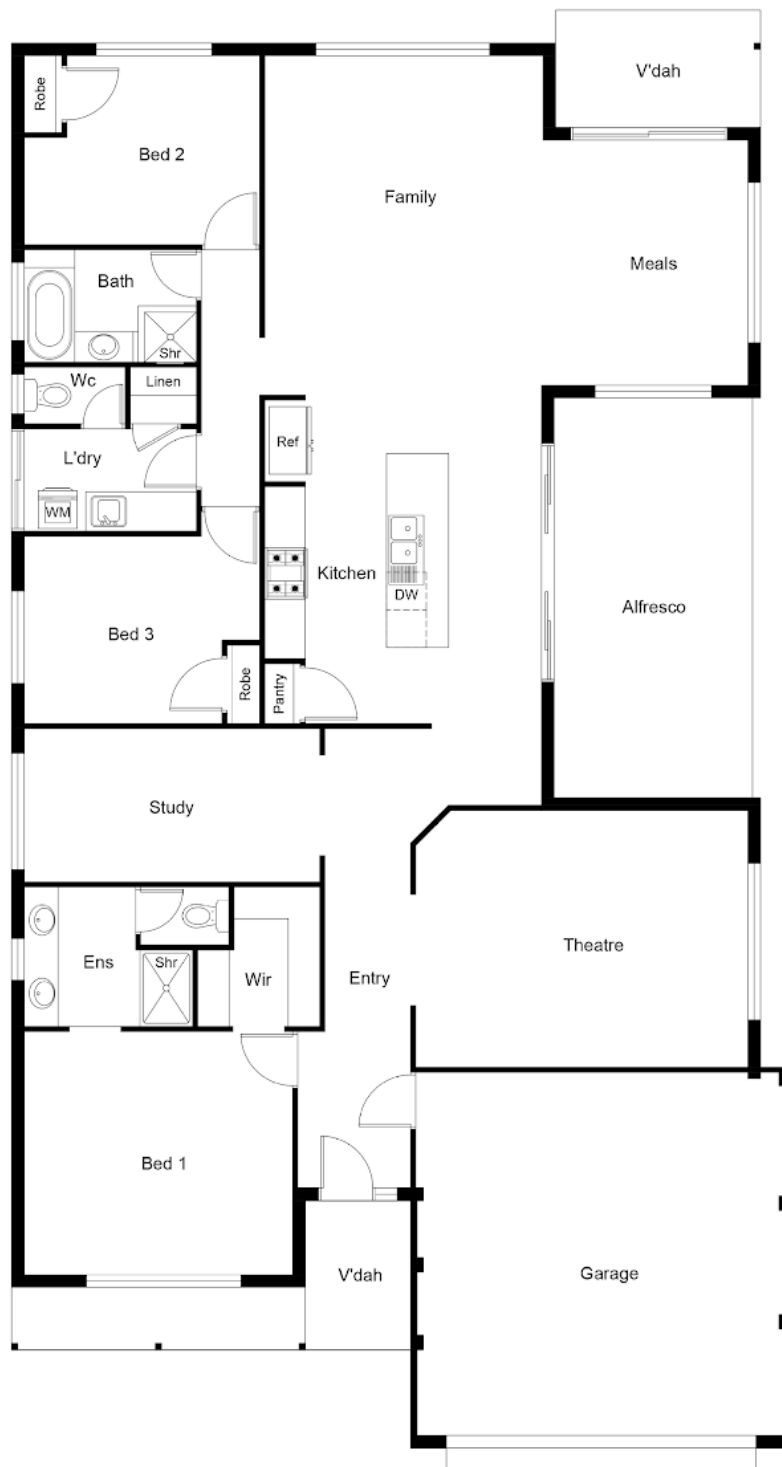 V'dah
Robe
Bed 2
Family
Meals
Bath
Shr
Wc
Linen
Ref
L'dry
WM
Kitchen
DW
Bed 3
Alfresco
Robe
Pantry
Study
Theatre
Ens
Shr
Wir
Entry
Bed 1
V'dah
Garage